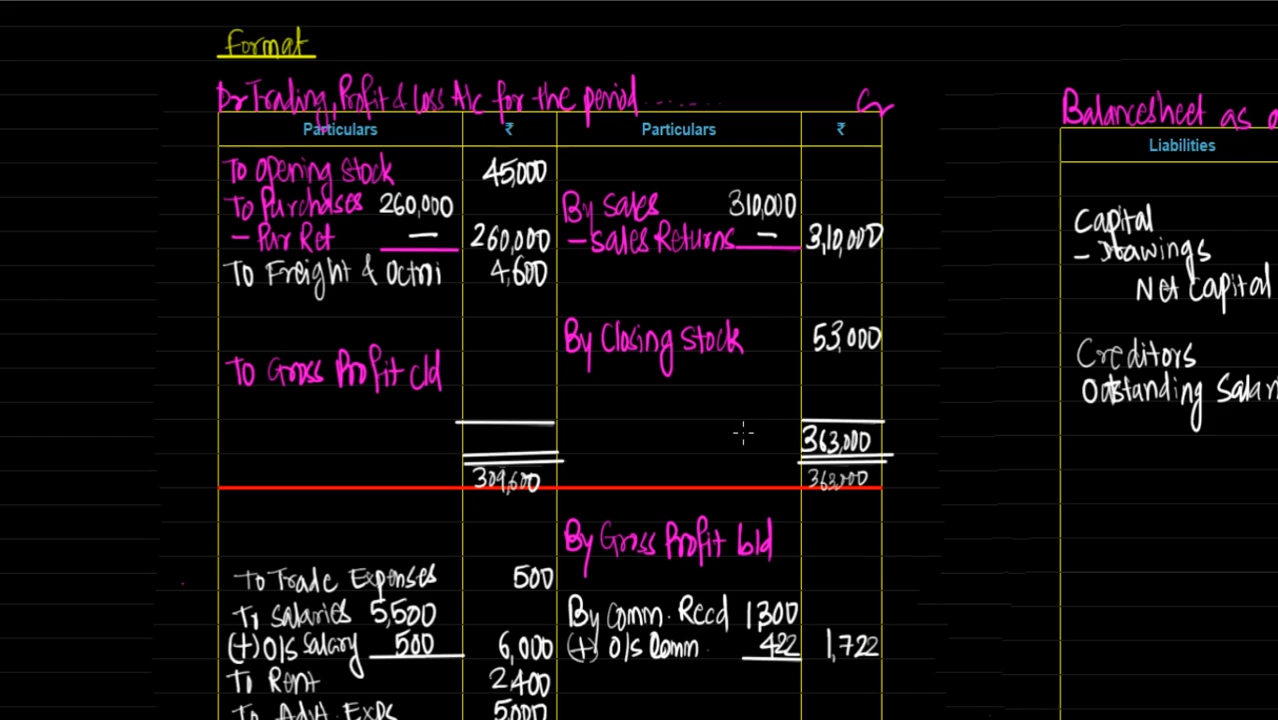 Format
Dr Trading, Profit & Loss A/c for the period ........ Cr
Particulars ₹ Particulars ₹
To Opening Stock 45,000
To Purchases 260,000 By Sales 310,000
- Pur Ret — 260,000 - Sales Returns — 3,10,000
To Freight & Octroi 4,600
By Closing Stock 53,000
To Gross Profit c/d
363,000
309,600 363,000
By Gross Profit b/d
To Trade Expenses 500
To Salaries 5,500 By Comm. Recd 1,300
(+) O/s Salary 500 6,000 (+) O/s Comm. 422 1,722
To Rent 2,400
To Advt. Exps 5,000
Balancesheet as
Liabilities
Capital
- Drawings
Net Capital
Creditors
Outstanding